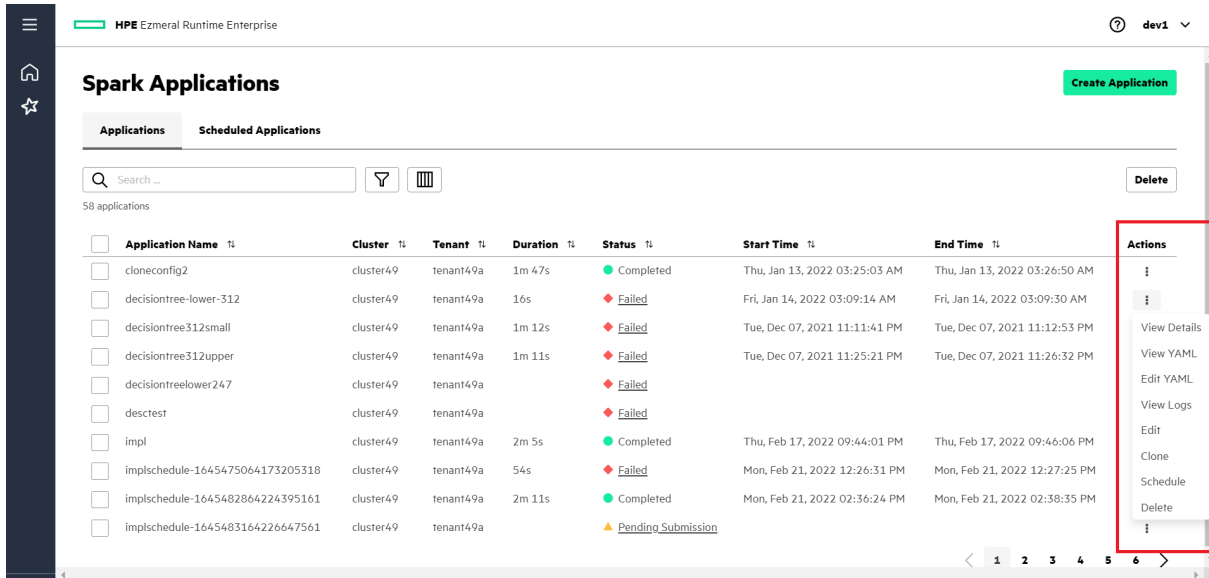 HPE Ezmeral Runtime Enterprise
dev1
Spark Applications
Create Application
Applications Scheduled Applications
Search ...
Delete
58 applications
Application Name Cluster Tenant Duration Status Start Time End Time Actions
cloneconfig2 cluster49 tenant49a 1m 47s Completed Thu, Jan 13, 2022 03:25:03 AM Thu, Jan 13, 2022 03:26:50 AM
decisiontree-lower-312 cluster49 tenant49a 16s Failed Fri, Jan 14, 2022 03:09:14 AM Fri, Jan 14, 2022 03:09:30 AM
decisiontree312small cluster49 tenant49a 1m 12s Failed Tue, Dec 07, 2021 11:11:41 PM Tue, Dec 07, 2021 11:12:53 PM
decisiontree312upper cluster49 tenant49a 1m 11s Failed Tue, Dec 07, 2021 11:25:21 PM Tue, Dec 07, 2021 11:26:32 PM
decisiontreelower247 cluster49 tenant49a Failed
desctest cluster49 tenant49a Failed
impl cluster49 tenant49a 2m 5s Completed Thu, Feb 17, 2022 09:44:01 PM Thu, Feb 17, 2022 09:46:06 PM
implschedule-1645475064173205318 cluster49 tenant49a 54s Failed Mon, Feb 21, 2022 12:26:31 PM Mon, Feb 21, 2022 12:27:25 PM
implschedule-1645482864224395161 cluster49 tenant49a 2m 11s Completed Mon, Feb 21, 2022 02:36:24 PM Mon, Feb 21, 2022 02:38:35 PM
implschedule-1645483164226647561 cluster49 tenant49a Pending Submission
View Details
View YAML
Edit YAML
View Logs
Edit
Clone
Schedule
Delete
1 2 3 4 5 6